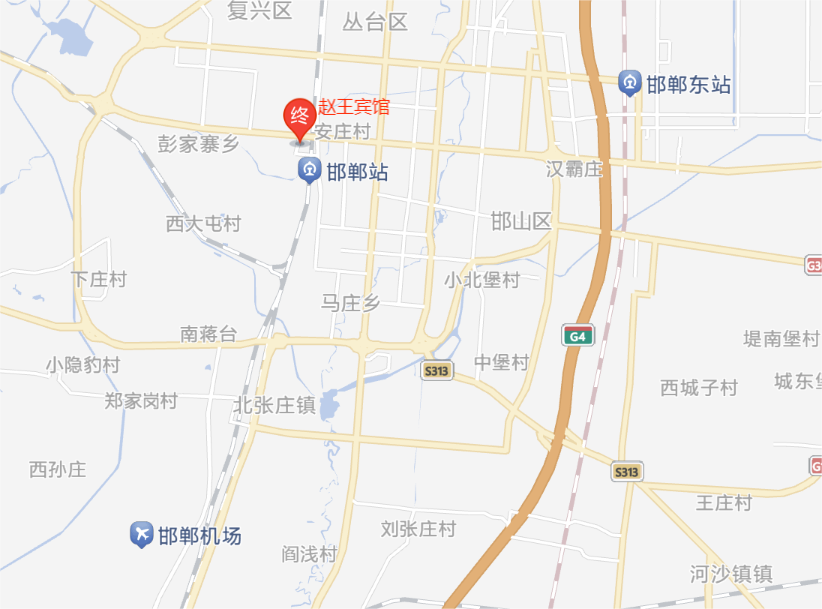 复兴区
丛台区
邯郸东站
终
赵王宾馆
安庄村
彭家寨乡
邯郸站
汉霸庄
西大屯村
邯山区
下庄村
小北堡村
马庄乡
南蒋台
G4
堤南堡村
小隐豹村
中堡村
S313
西城子村
郑家岗村
北张庄镇
西孙庄
S313
王庄村
邯郸机场
刘张庄村
阎浅村
河沙镇镇